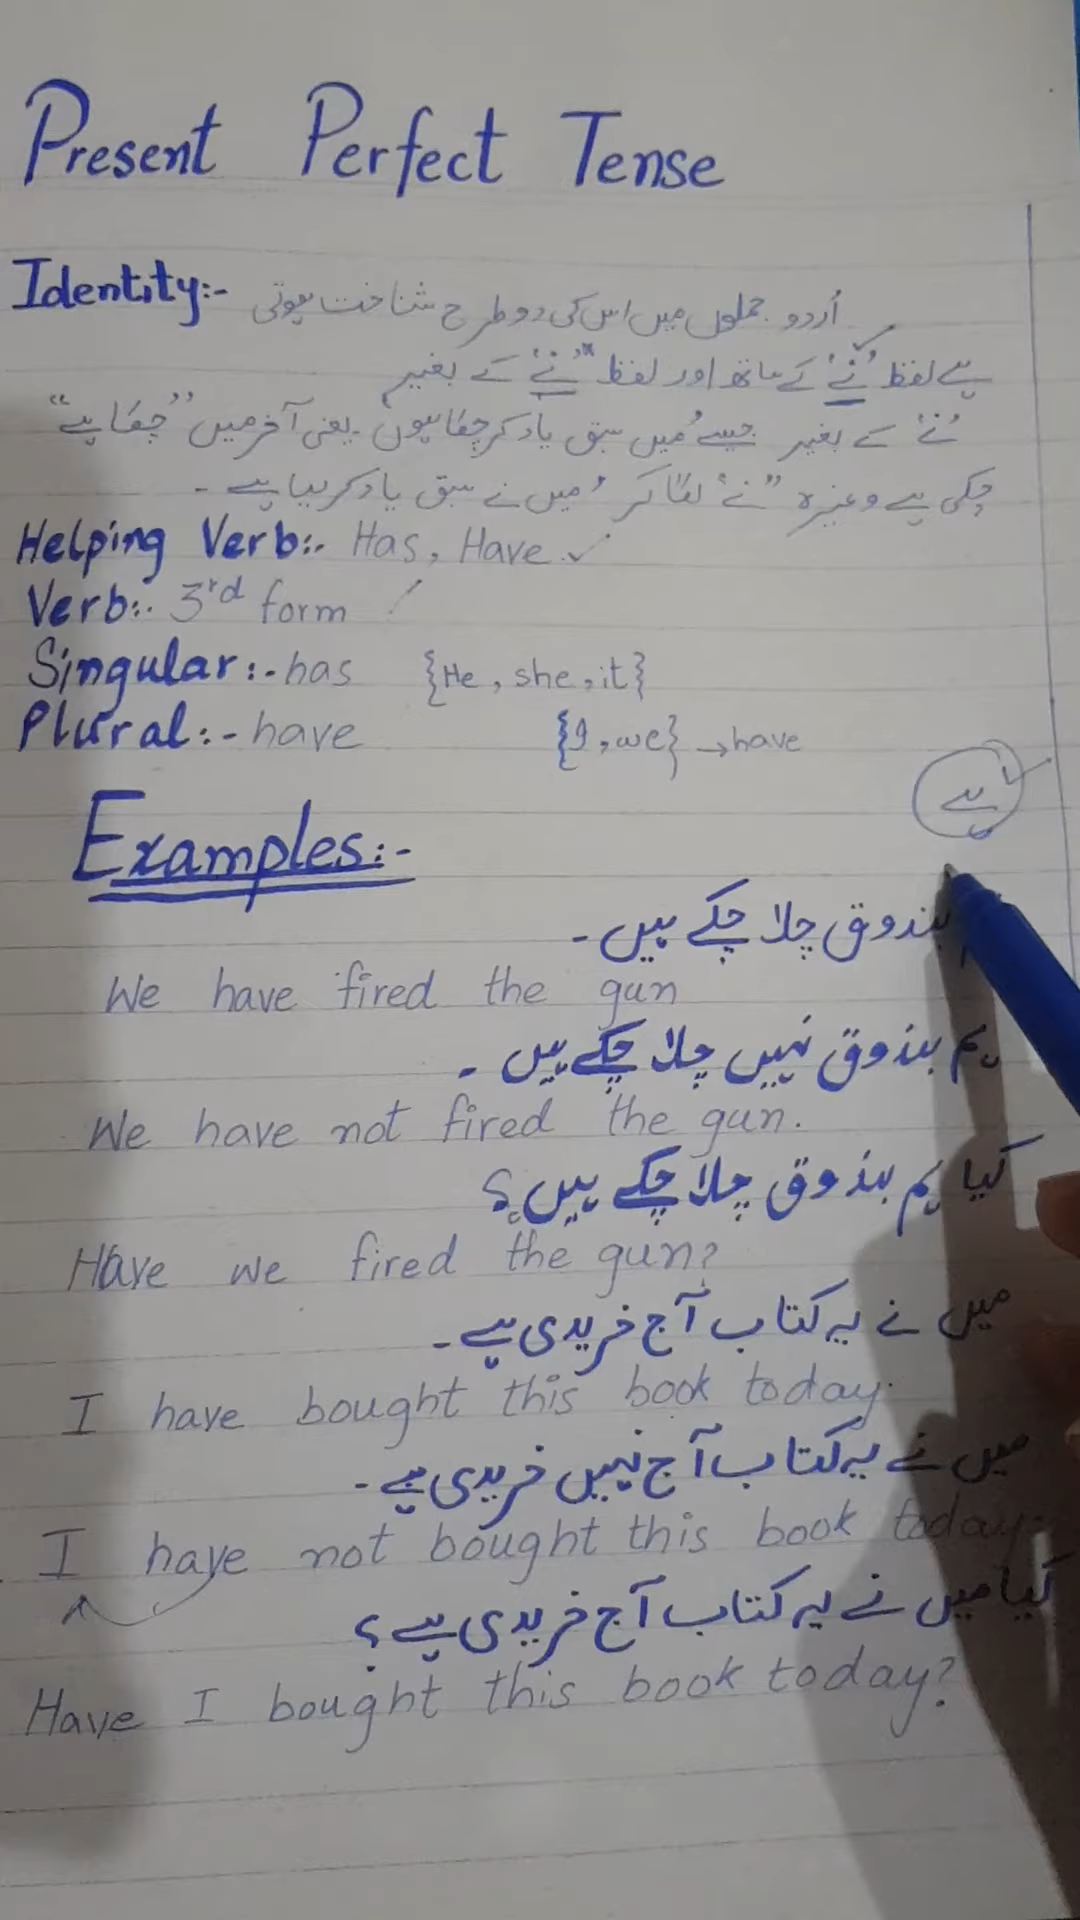 Present Perfect Tense
Identity:- اُردو جملوں میں اس کی دو طرح شناخت ہوتی
ہے لفظ "نے" کے ساتھ اور لفظ "نے" کے بغیر
"نے" کے بغیر جیسے میں سبق یاد کر چکا ہوں یعنی آخر میں "چکا ہے"
چکی ہے وغیرہ "نے" لگا کر میں نے سبق یاد کر لیا ہے -
Helping Verb:- Has, Have ✓
Verb:- 3rd form
Singular:- has {He, she, it}
Plural:- have {I, we} → have
ہے
Examples:-
بندوق چلا چکے ہیں -
We have fired the gun
ہم بندوق نہیں چلا چکے ہیں -
We have not fired the gun.
کیا ہم بندوق چلا چکے ہیں؟
Have we fired the gun?
میں نے یہ کتاب آج خریدی ہے -
I have bought this book today.
میں نے یہ کتاب آج نہیں خریدی ہے -
I have not bought this book today.
کیا میں نے یہ کتاب آج خریدی ہے؟
Have I bought this book today?